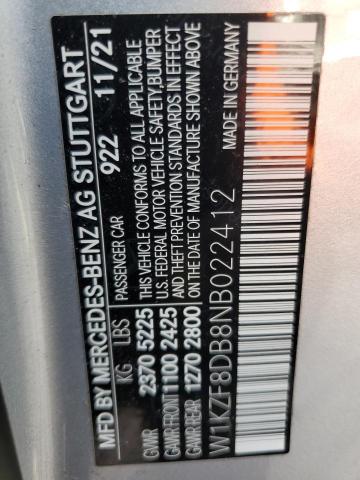 MFD BY MERCEDES-BENZ AG STUTTGART
922 11/21
KG LBS PASSENGER CAR
GVWR 2370 5225
GAWR FRONT 1100 2425
GAWR REAR 1270 2800
THIS VEHICLE CONFORMS TO ALL APPLICABLE
U.S. FEDERAL MOTOR VEHICLE SAFETY, BUMPER
AND THEFT PREVENTION STANDARDS IN EFFECT
ON THE DATE OF MANUFACTURE SHOWN ABOVE
W1KZF8DB8NB022412
MADE IN GERMANY